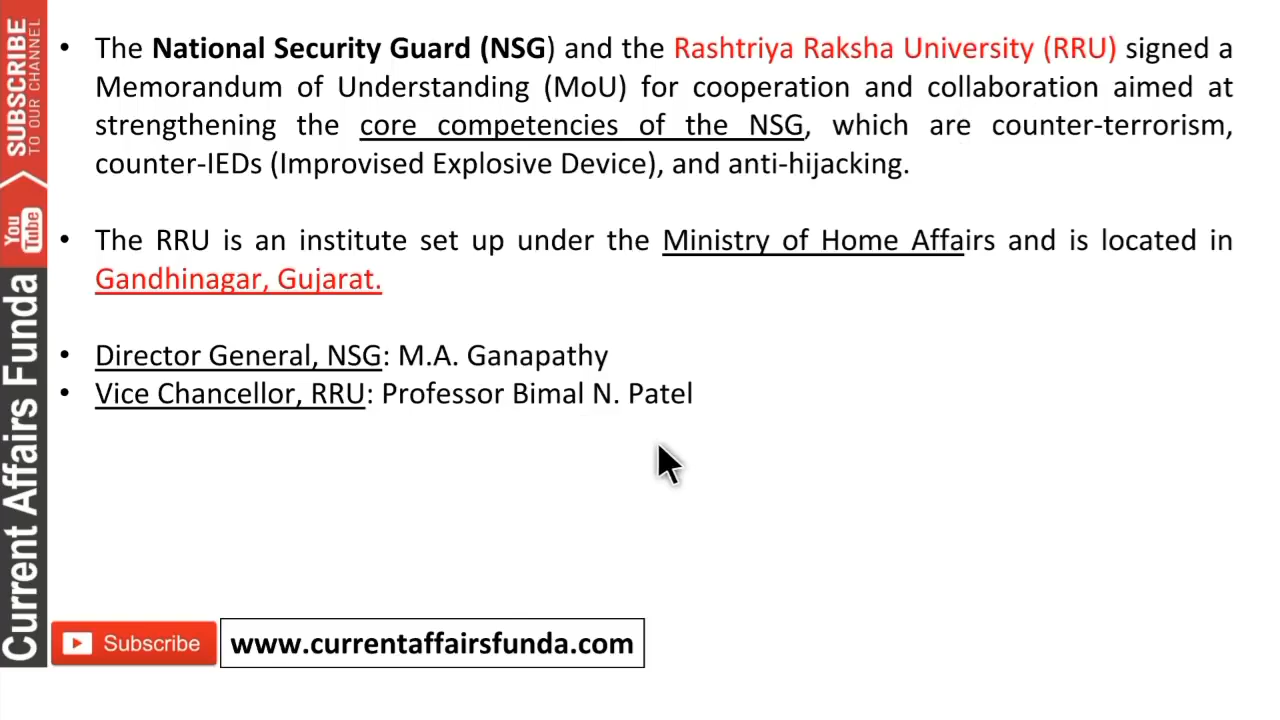 SUBSCRIBE
TO OUR CHANNEL
You
Tube
Current Affairs Funda
• The National Security Guard (NSG) and the Rashtriya Raksha University (RRU) signed a
Memorandum of Understanding (MoU) for cooperation and collaboration aimed at
strengthening the core competencies of the NSG, which are counter-terrorism,
counter-IEDs (Improvised Explosive Device), and anti-hijacking.
• The RRU is an institute set up under the Ministry of Home Affairs and is located in
Gandhinagar, Gujarat.
• Director General, NSG: M.A. Ganapathy
• Vice Chancellor, RRU: Professor Bimal N. Patel
Subscribe
www.currentaffairsfunda.com